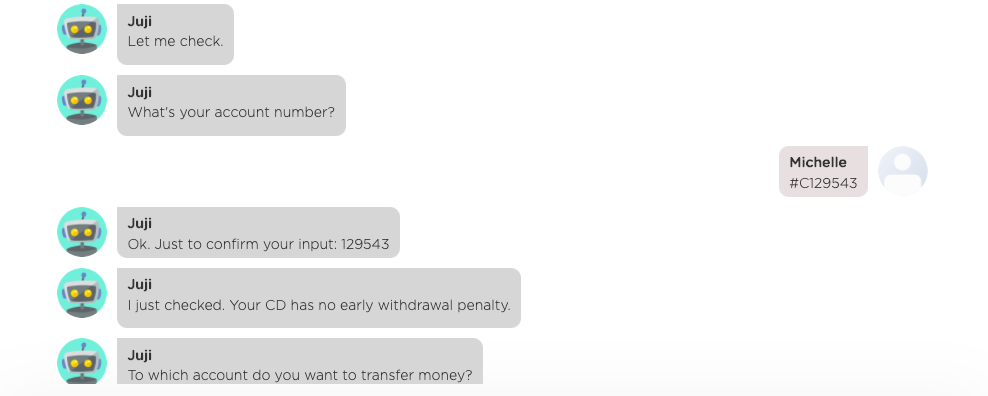 Juji
Let me check.
Juji
What's your account number?
Michelle
#C129543
Juji
Ok. Just to confirm your input: 129543
Juji
I just checked. Your CD has no early withdrawal penalty.
Juji
To which account do you want to transfer money?